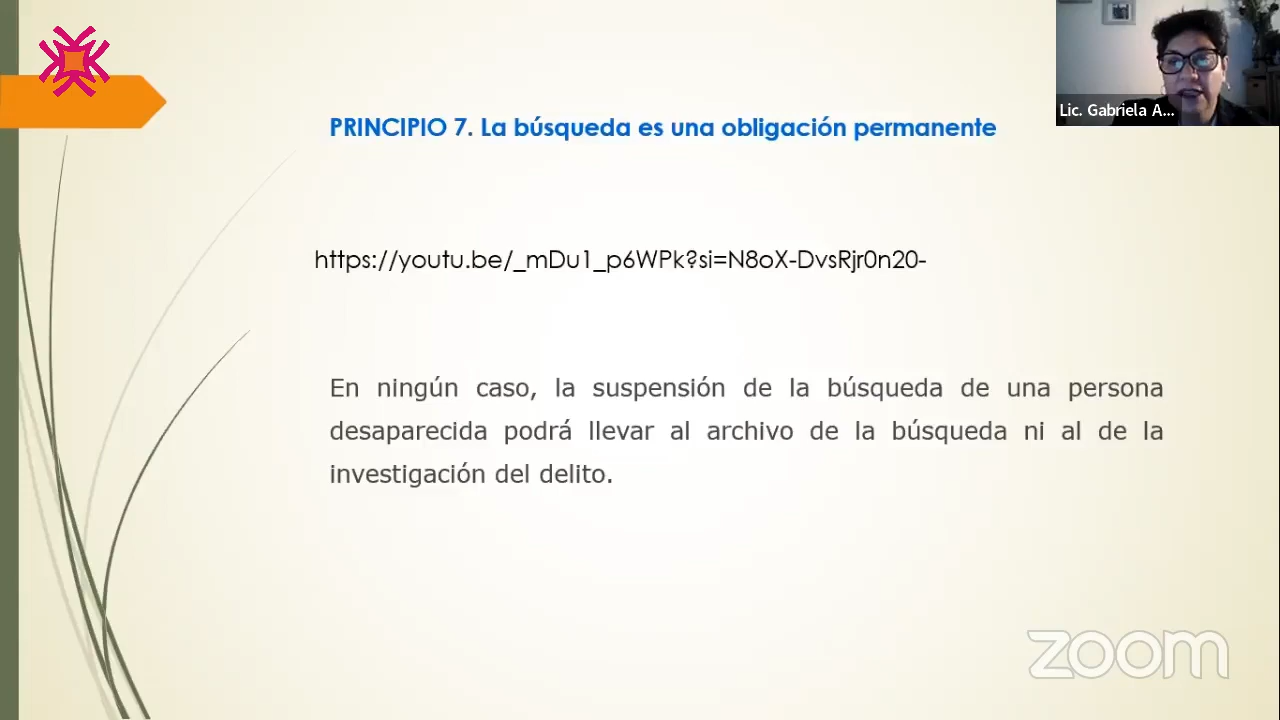 Lic. Gabriela A...
PRINCIPIO 7. La búsqueda es una obligación permanente
https://youtu.be/_mDu1_p6WPk?si=N8oX-DvsRjr0n20-
En ningún caso, la suspensión de la búsqueda de una persona
desaparecida podrá llevar al archivo de la búsqueda ni al de la
investigación del delito.
zoom